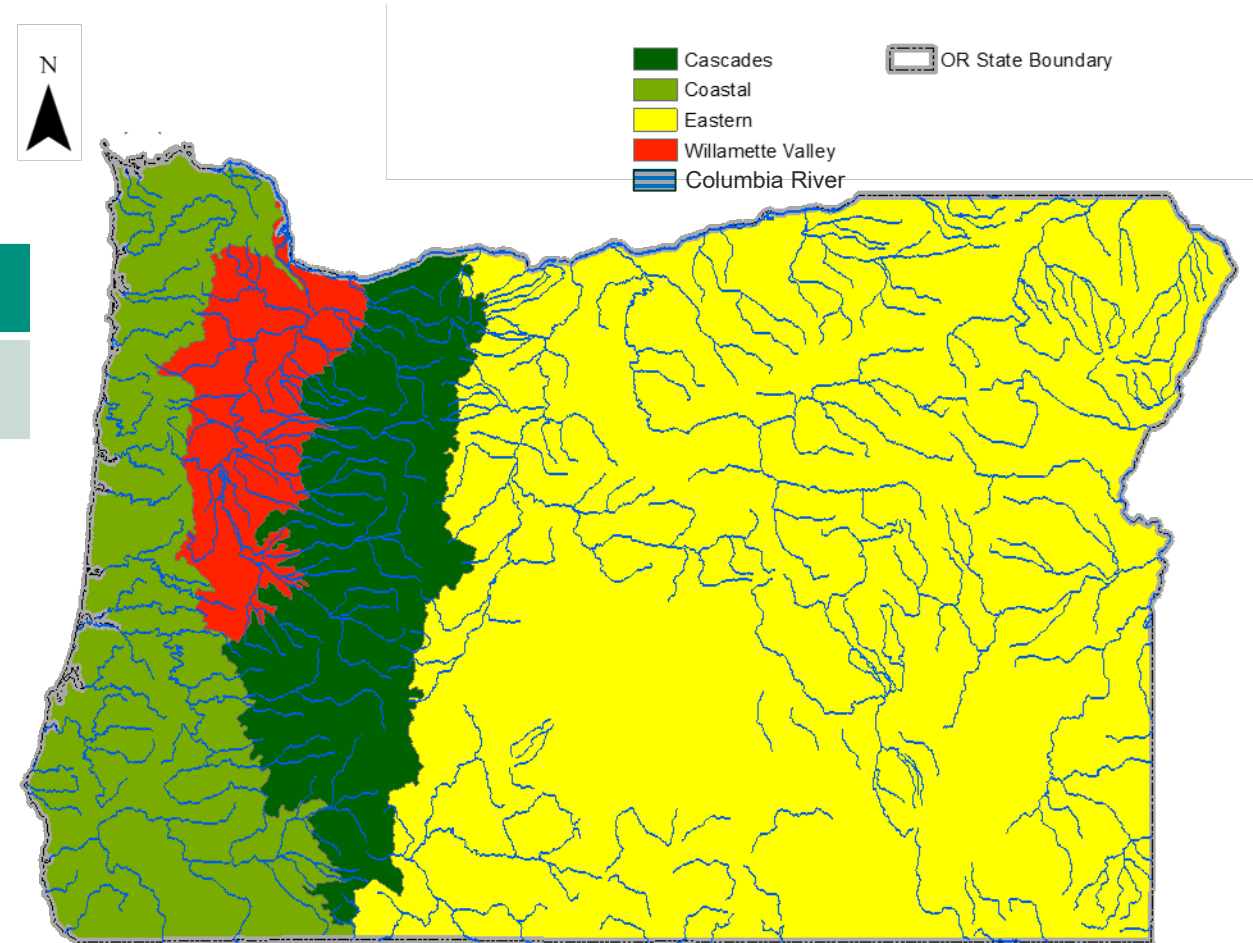 N
Cascades
OR State Boundary
Coastal
Eastern
Willamette Valley
Columbia River